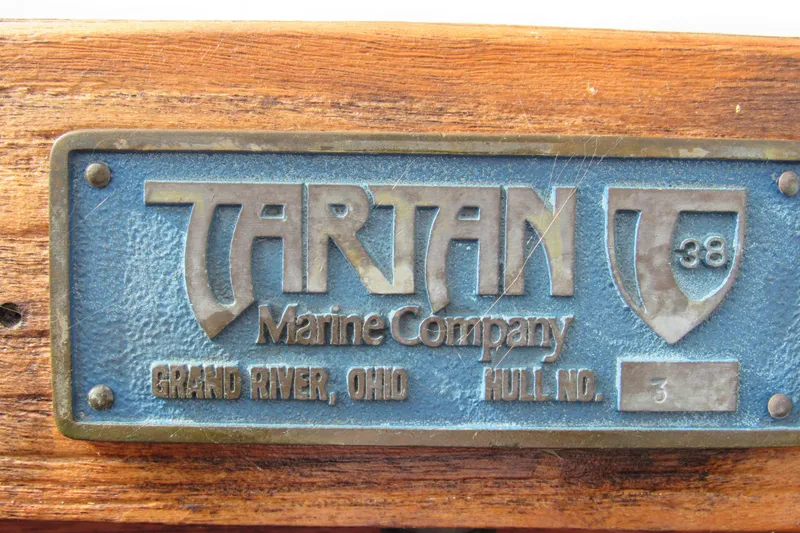 TARTAN
38
Marine Company
GRAND RIVER, OHIO HULL NO. 3